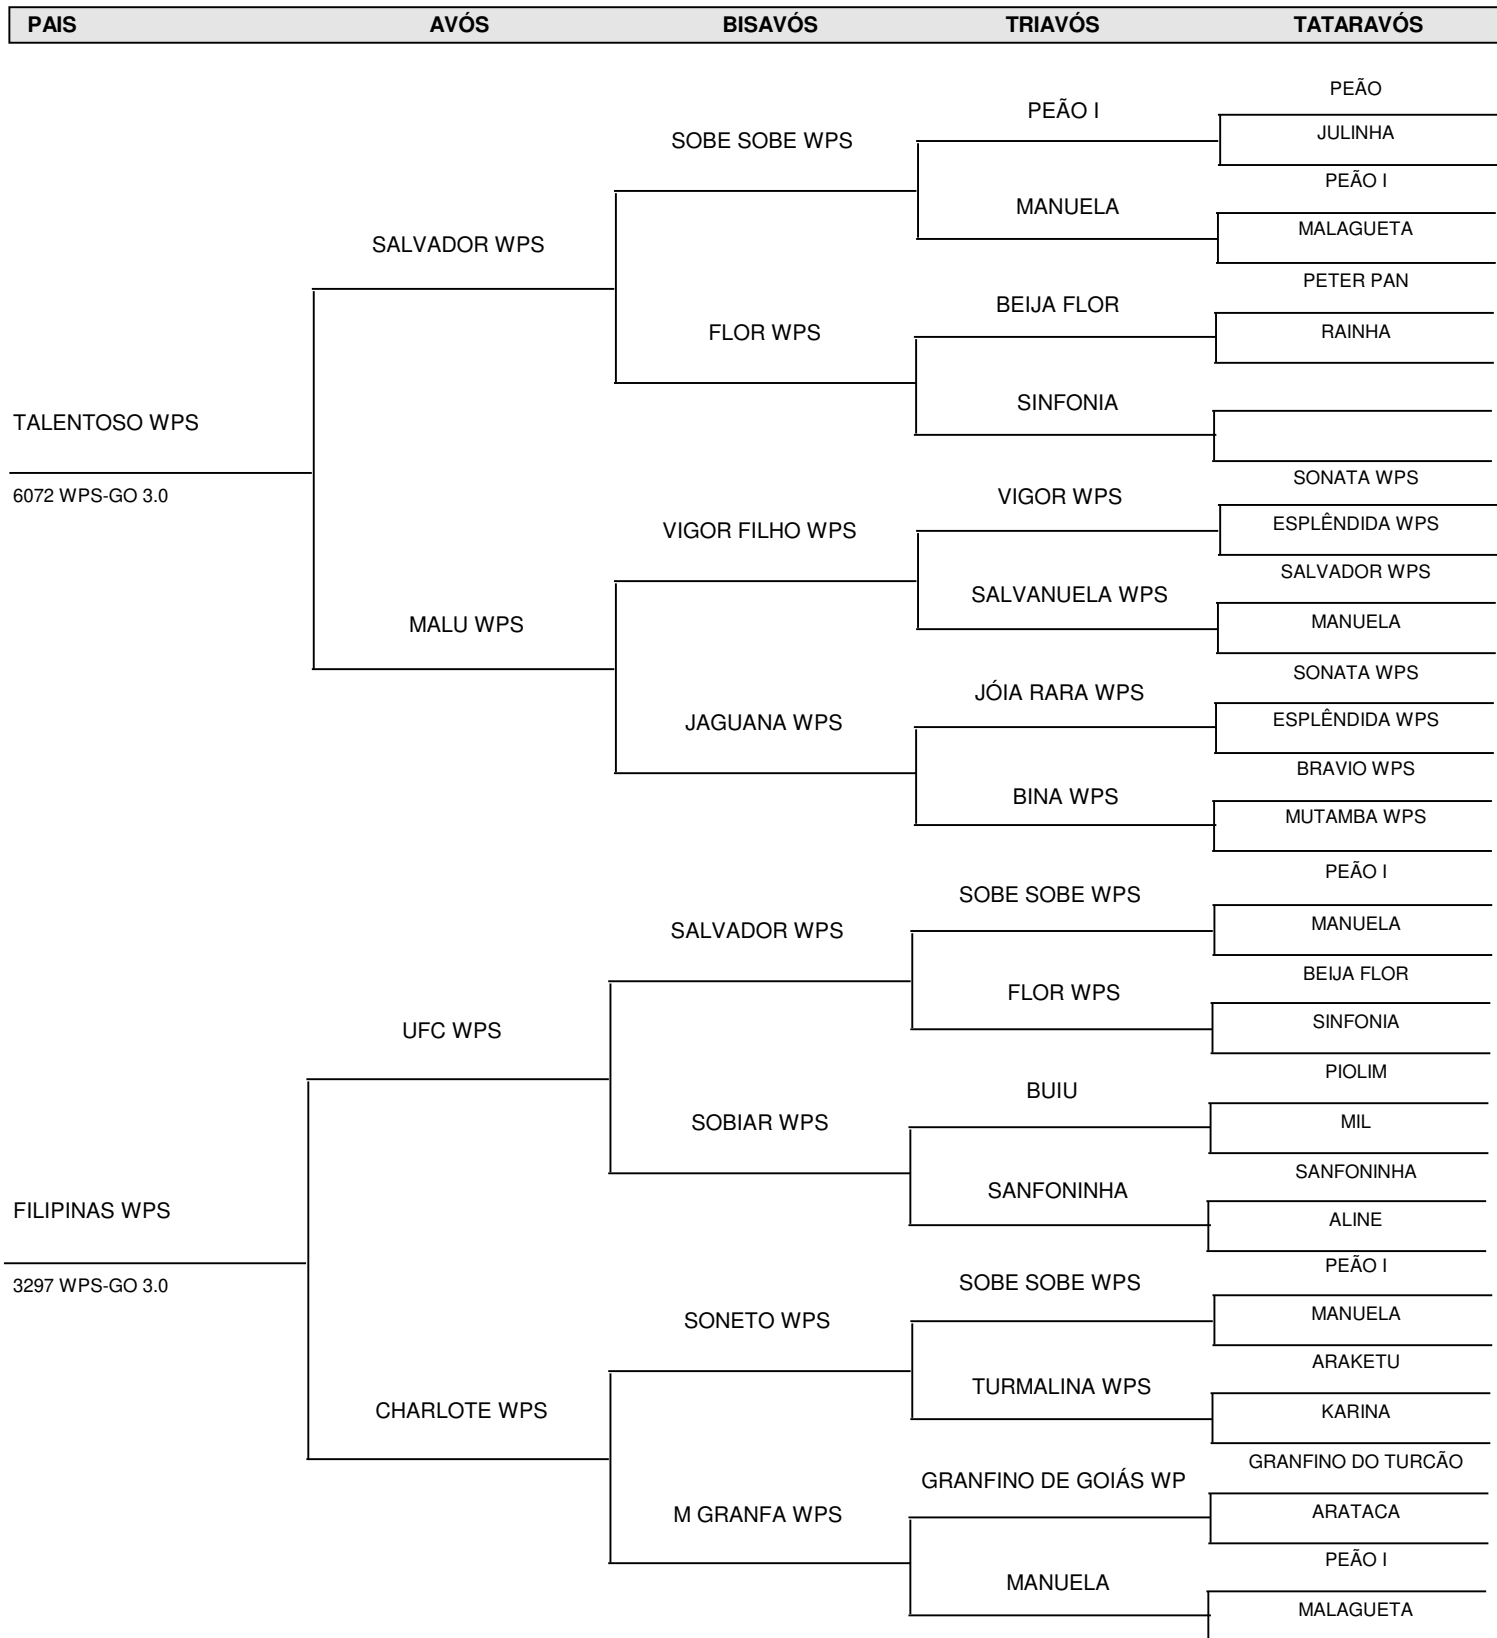 PAIS AVÓS BISAVÓS TRIAVÓS TATARAVÓS
PEÃO
PEÃO I
JULINHA
SOBE SOBE WPS
PEÃO I
MANUELA
MALAGUETA
SALVADOR WPS
PETER PAN
BEIJA FLOR
FLOR WPS
RAINHA
SINFONIA
TALENTOSO WPS
SONATA WPS
6072 WPS-GO 3.0
VIGOR WPS
ESPLÊNDIDA WPS
VIGOR FILHO WPS
SALVADOR WPS
SALVANUELA WPS
MALU WPS
MANUELA
SONATA WPS
JÓIA RARA WPS
ESPLÊNDIDA WPS
JAGUANA WPS
BRAVIO WPS
BINA WPS
MUTAMBA WPS
PEÃO I
SOBE SOBE WPS
MANUELA
SALVADOR WPS
BEIJA FLOR
FLOR WPS
SINFONIA
UFC WPS
PIOLIM
BUIU
SOBIAR WPS
MIL
SANFONINHA
SANFONINHA
FILIPINAS WPS
ALINE
PEÃO I
3297 WPS-GO 3.0
SOBE SOBE WPS
MANUELA
SONETO WPS
ARAKETU
TURMALINA WPS
CHARLOTE WPS
KARINA
GRANFINO DO TURCÃO
GRANFINO DE GOIÁS WP
M GRANFA WPS
ARATACA
PEÃO I
MANUELA
MALAGUETA